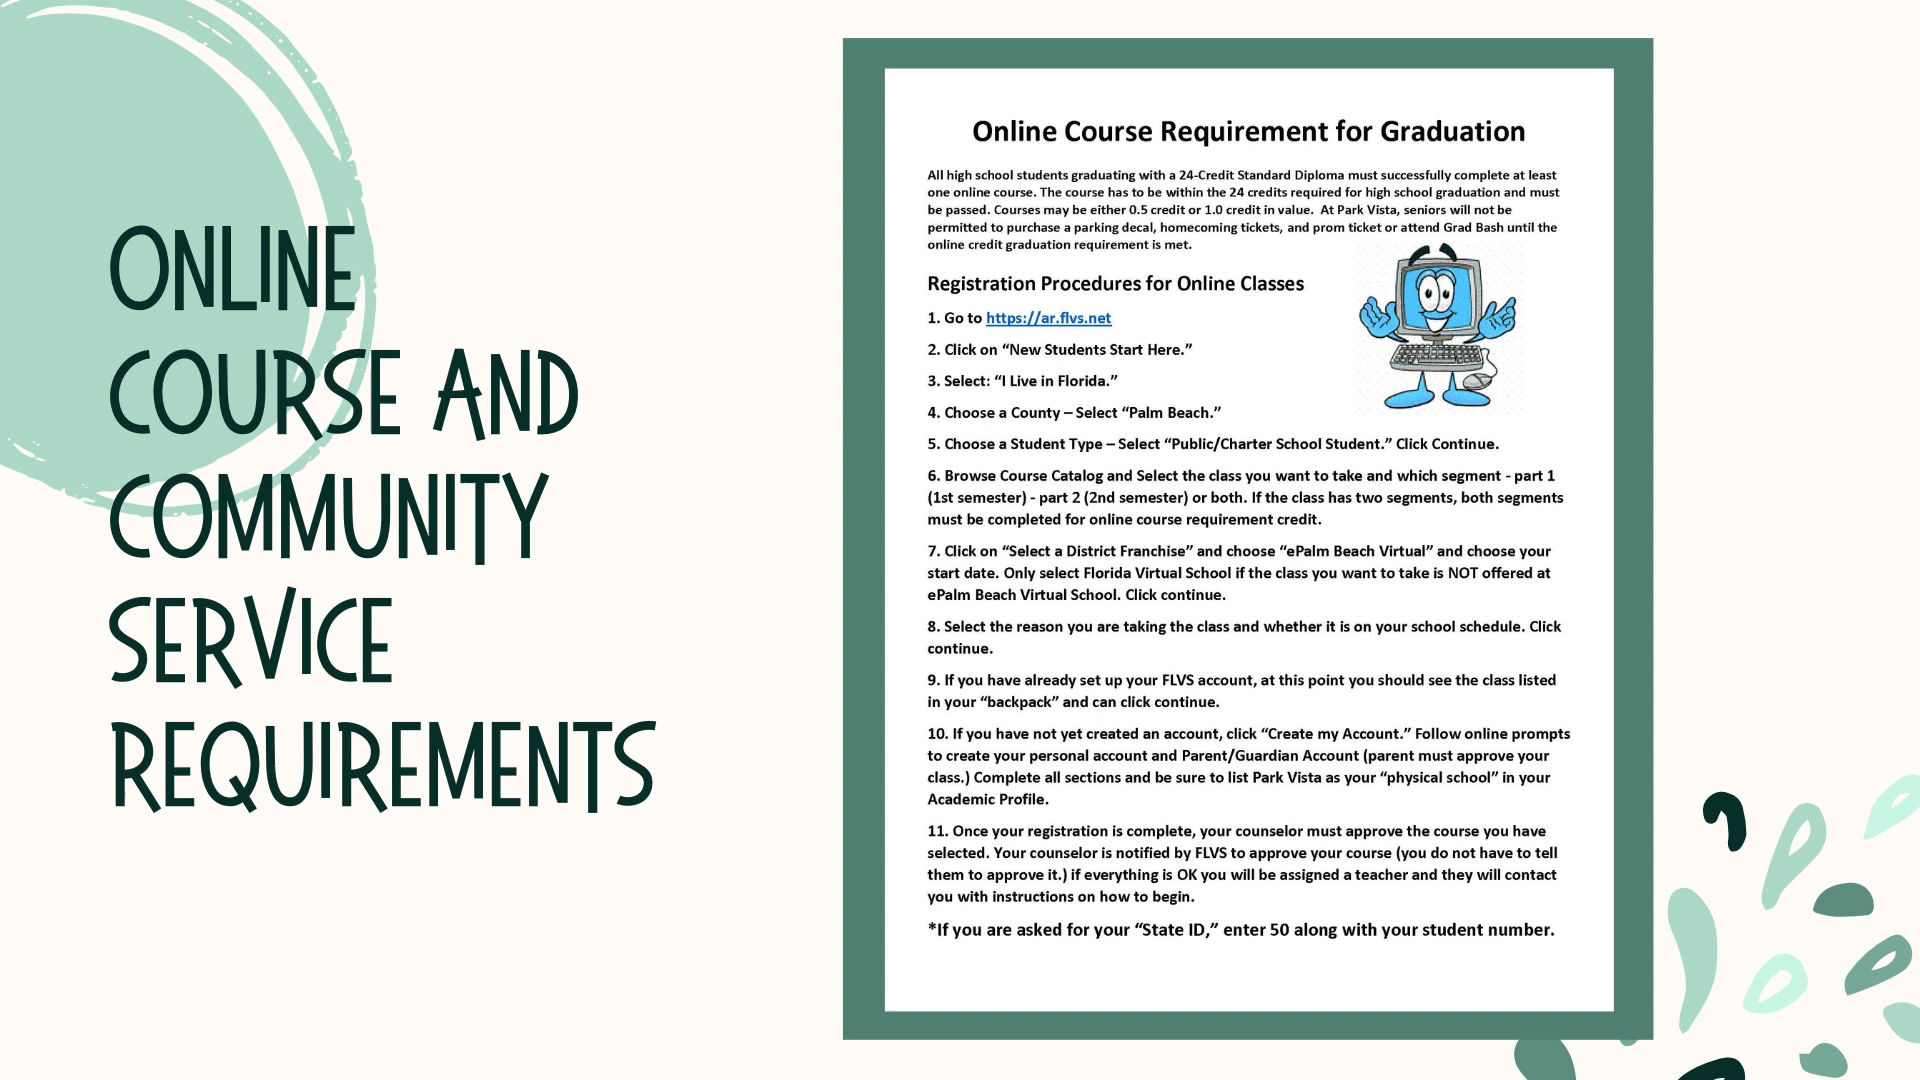 ONLINE
COURSE AND
COMMUNITY
SERVICE
REQUIREMENTS
Online Course Requirement for Graduation
All high school students graduating with a 24-Credit Standard Diploma must successfully complete at least
one online course. The course has to be within the 24 credits required for high school graduation and must
be passed. Courses may be either 0.5 credit or 1.0 credit in value.  At Park Vista, seniors will not be
permitted to purchase a parking decal, homecoming tickets, and prom ticket or attend Grad Bash until the
online credit graduation requirement is met.
Registration Procedures for Online Classes
1. Go to https://ar.flvs.net
2. Click on “New Students Start Here.”
3. Select: “I Live in Florida.”
4. Choose a County – Select “Palm Beach.”
5. Choose a Student Type – Select “Public/Charter School Student.” Click Continue.
6. Browse Course Catalog and Select the class you want to take and which segment - part 1
(1st semester) - part 2 (2nd semester) or both. If the class has two segments, both segments
must be completed for online course requirement credit.
7. Click on “Select a District Franchise” and choose “ePalm Beach Virtual” and choose your
start date. Only select Florida Virtual School if the class you want to take is NOT offered at
ePalm Beach Virtual School. Click continue.
8. Select the reason you are taking the class and whether it is on your school schedule. Click
continue.
9. If you have already set up your FLVS account, at this point you should see the class listed
in your “backpack” and can click continue.
10. If you have not yet created an account, click “Create my Account.” Follow online prompts
to create your personal account and Parent/Guardian Account (parent must approve your
class.) Complete all sections and be sure to list Park Vista as your “physical school” in your
Academic Profile.
11. Once your registration is complete, your counselor must approve the course you have
selected. Your counselor is notified by FLVS to approve your course (you do not have to tell
them to approve it.) if everything is OK you will be assigned a teacher and they will contact
you with instructions on how to begin.
*If you are asked for your “State ID,” enter 50 along with your student number.